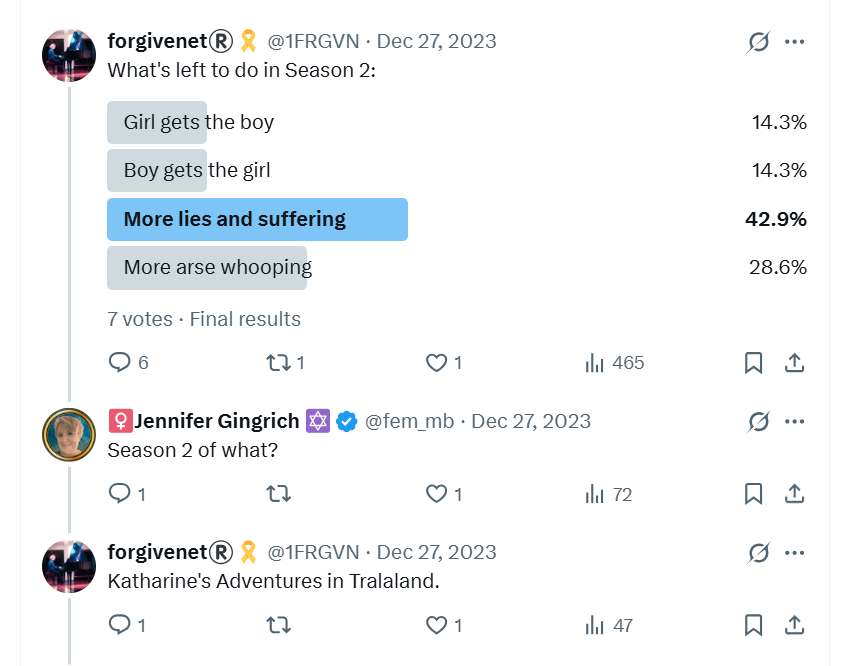 forgivenet®🎗 @1FRGVN · Dec 27, 2023
What's left to do in Season 2:
Girl gets the boy 14.3%
Boy gets the girl 14.3%
More lies and suffering 42.9%
More arse whooping 28.6%
7 votes · Final results
6 1 1 465
♀Jennifer Gingrich 🔯 @fem_mb · Dec 27, 2023
Season 2 of what?
1 1 72
forgivenet®🎗 @1FRGVN · Dec 27, 2023
Katharine's Adventures in Tralaland.
1 1 47